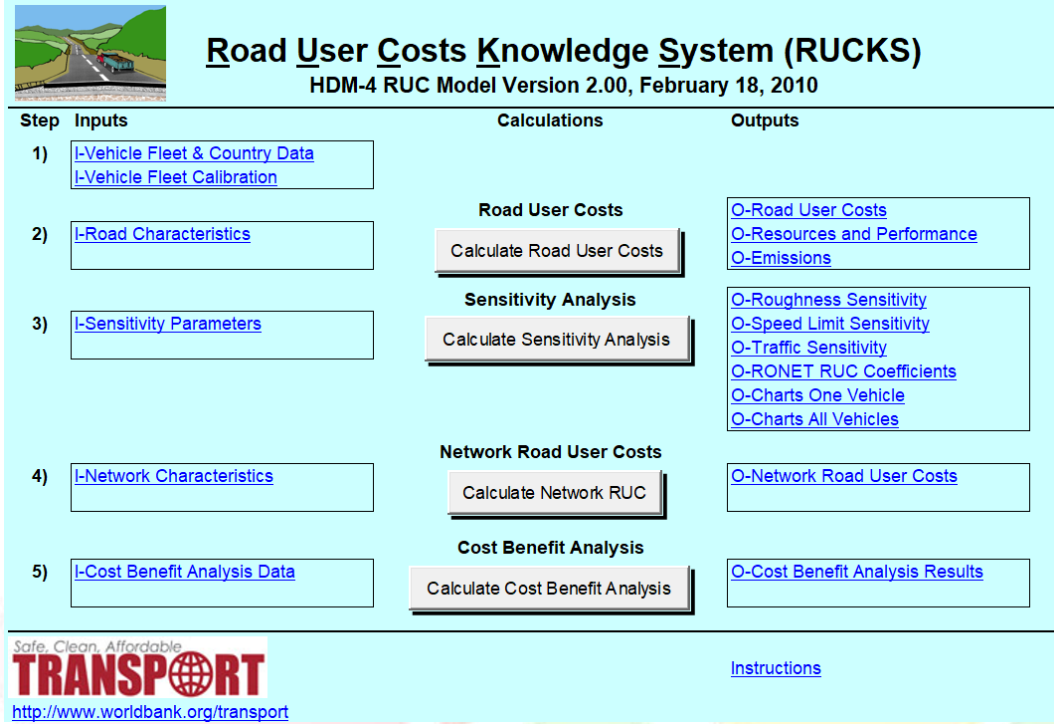 Road User Costs Knowledge System (RUCKS)
HDM-4 RUC Model Version 2.00, February 18, 2010
Step Inputs Calculations Outputs
1) I-Vehicle Fleet & Country Data
I-Vehicle Fleet Calibration
Road User Costs
2) I-Road Characteristics
Calculate Road User Costs
O-Road User Costs
O-Resources and Performance
O-Emissions
Sensitivity Analysis
3) I-Sensitivity Parameters
Calculate Sensitivity Analysis
O-Roughness Sensitivity
O-Speed Limit Sensitivity
O-Traffic Sensitivity
O-RONET RUC Coefficients
O-Charts One Vehicle
O-Charts All Vehicles
Network Road User Costs
4) I-Network Characteristics
Calculate Network RUC
O-Network Road User Costs
Cost Benefit Analysis
5) I-Cost Benefit Analysis Data
Calculate Cost Benefit Analysis
O-Cost Benefit Analysis Results
Safe, Clean, Affordable
TRANSPORT
Instructions
http://www.worldbank.org/transport